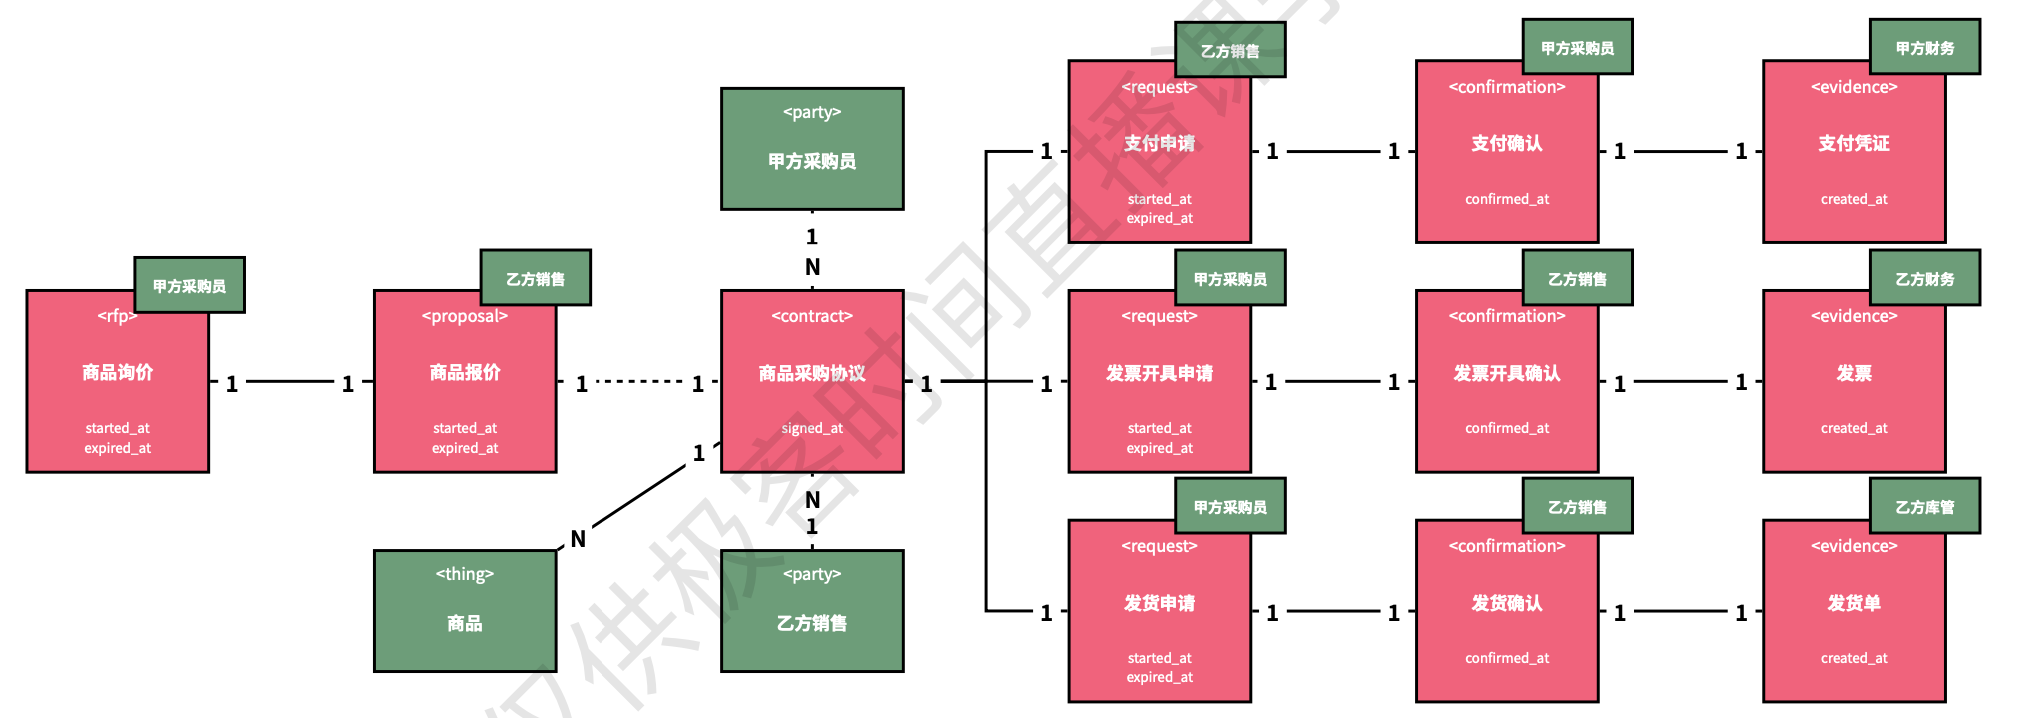 甲方采购员
<rfp>
商品询价
started_at
expired_at
1
1
乙方销售
<proposal>
商品报价
started_at
expired_at
1
1
<party>
甲方采购员
1
N
<contract>
商品采购协议
signed_at
1
1
N
<thing>
商品
N
1
<party>
乙方销售
乙方销售
<request>
支付申请
started_at
expired_at
1
1
1
甲方采购员
<confirmation>
支付确认
confirmed_at
1
1
甲方财务
<evidence>
支付凭证
created_at
甲方采购员
<request>
发票开具申请
started_at
expired_at
1
1
1
乙方销售
<confirmation>
发票开具确认
confirmed_at
1
1
乙方财务
<evidence>
发票
created_at
甲方采购员
<request>
发货申请
started_at
expired_at
1
1
1
乙方销售
<confirmation>
发货确认
confirmed_at
1
1
乙方库管
<evidence>
发货单
created_at
仅供极客时间直播课学